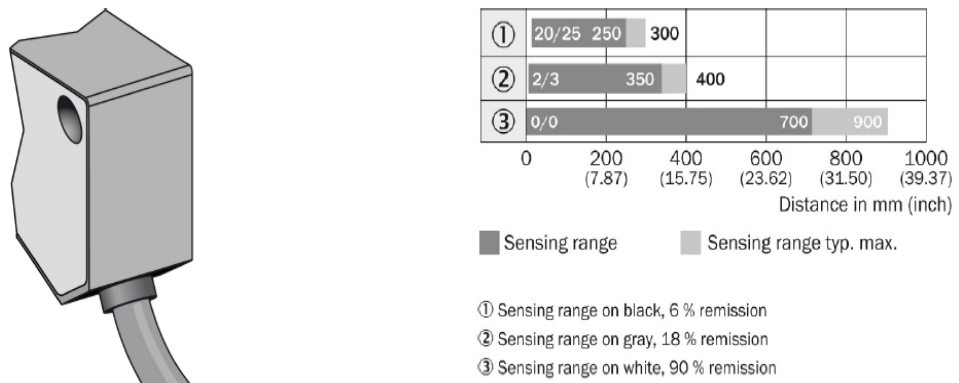 ① 20/25 250 300
② 2/3 350 400
③ 0/0 700 900
0 200 400 600 800 1000
(7.87) (15.75) (23.62) (31.50) (39.37)
Distance in mm (inch)
Sensing range Sensing range typ. max.
① Sensing range on black, 6 % remission
② Sensing range on gray, 18 % remission
③ Sensing range on white, 90 % remission